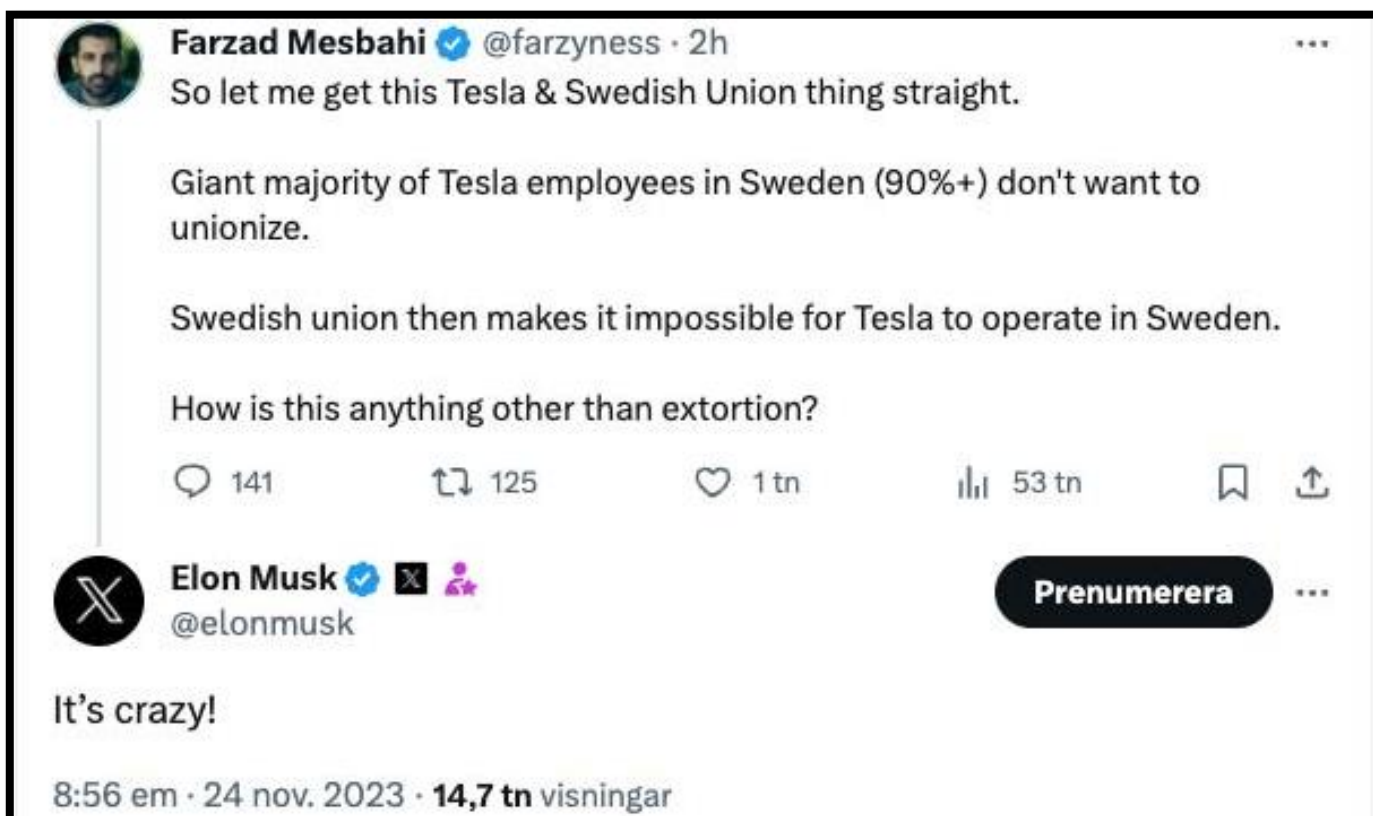 Farzad Mesbahi @farzyness · 2h
So let me get this Tesla & Swedish Union thing straight.
Giant majority of Tesla employees in Sweden (90%+) don't want to
unionize.
Swedish union then makes it impossible for Tesla to operate in Sweden.
How is this anything other than extortion?
141 125 1 tn 53 tn
Elon Musk
Prenumerera
@elonmusk
It’s crazy!
8:56 em · 24 nov. 2023 · 14,7 tn visningar